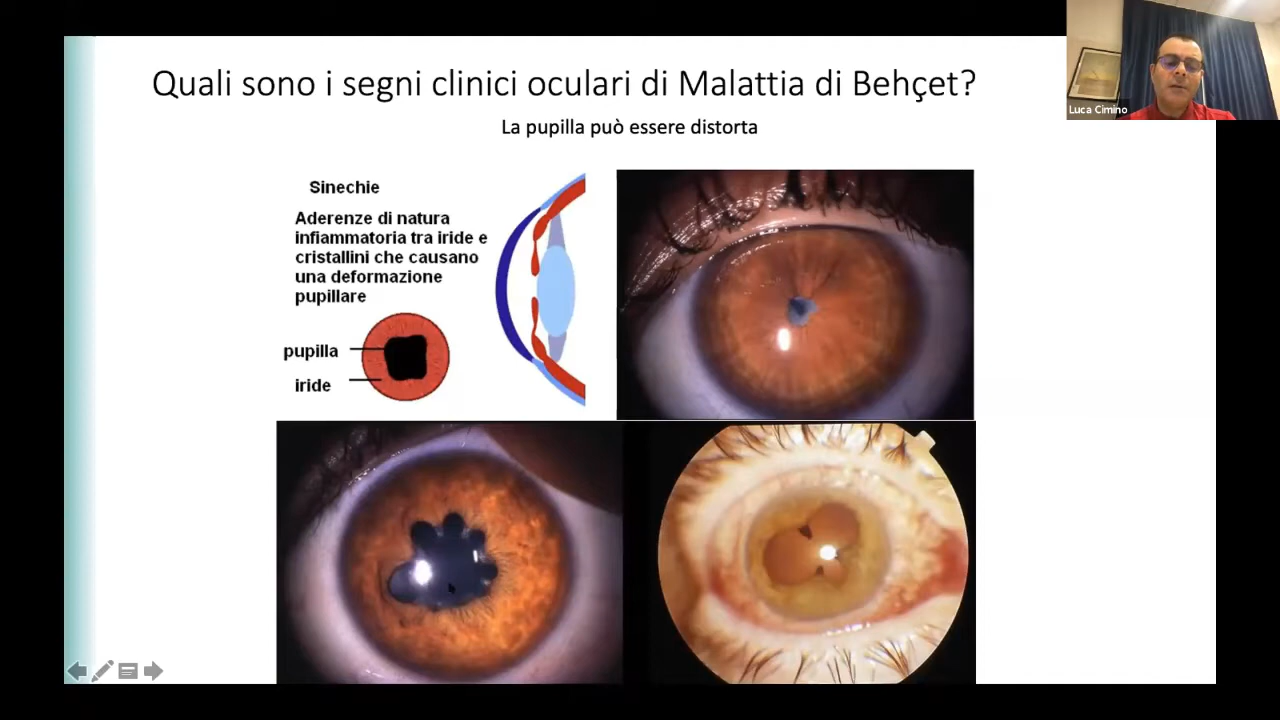 Quali sono i segni clinici oculari di Malattia di Behçet?
La pupilla può essere distorta
Luca Cimino
Sinechie
Aderenze di natura
infiammatoria tra iride e
cristallini che causano
una deformazione
pupillare
pupilla
iride